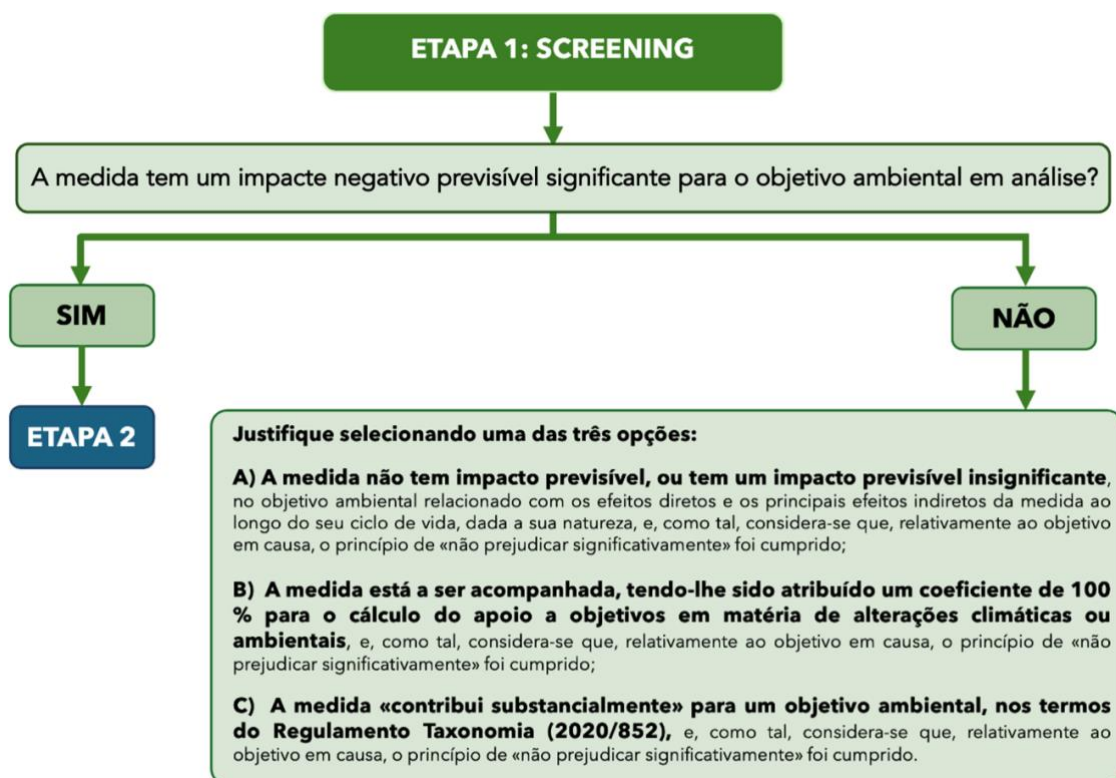 ETAPA 1: SCREENING
A medida tem um impacte negativo previsível significante para o objetivo ambiental em análise?
SIM
NÃO
ETAPA 2
Justifique selecionando uma das três opções:
A) A medida não tem impacto previsível, ou tem um impacto previsível insignificante,
no objetivo ambiental relacionado com os efeitos diretos e os principais efeitos indiretos da medida ao
longo do seu ciclo de vida, dada a sua natureza, e, como tal, considera-se que, relativamente ao objetivo
em causa, o princípio de «não prejudicar significativamente» foi cumprido;
B) A medida está a ser acompanhada, tendo-lhe sido atribuído um coeficiente de 100
% para o cálculo do apoio a objetivos em matéria de alterações climáticas ou
ambientais, e, como tal, considera-se que, relativamente ao objetivo em causa, o princípio de «não
prejudicar significativamente» foi cumprido;
C) A medida «contribui substancialmente» para um objetivo ambiental, nos termos
do Regulamento Taxonomia (2020/852), e, como tal, considera-se que, relativamente ao
objetivo em causa, o princípio de «não prejudicar significativamente» foi cumprido.